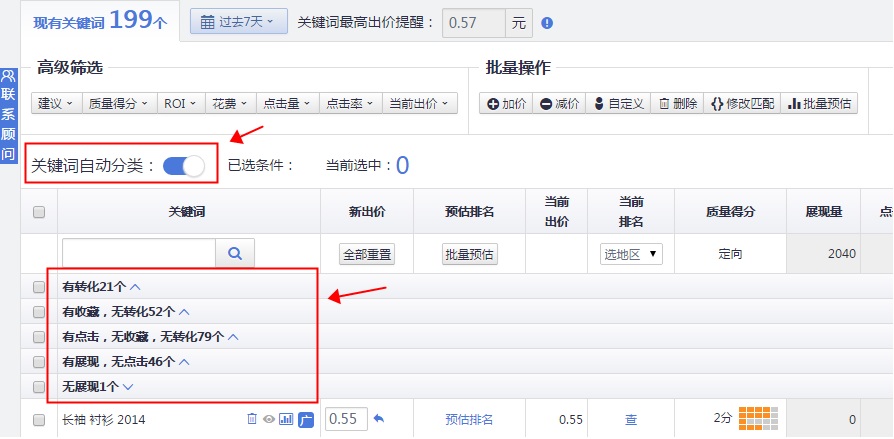 现有关键词 199个
过去7天
关键词最高出价提醒： 0.57 元
联系顾问
高级筛选
批量操作
建议 质量得分 ROI 花费 点击量 点击率 当前出价
加价 减价 自定义 删除 修改匹配 批量预估
关键词自动分类： 已选条件： 当前选中：0
关键词 新出价 预估排名 当前出价 当前排名 质量得分 展现量 点
全部重置 批量预估 选地区 定向 2040
有转化21个
有收藏，无转化52个
有点击，无收藏，无转化79个
有展现，无点击46个
无展现1个
长袖 衬衫 2014 广 0.55 预估排名 0.55 查 2分 0